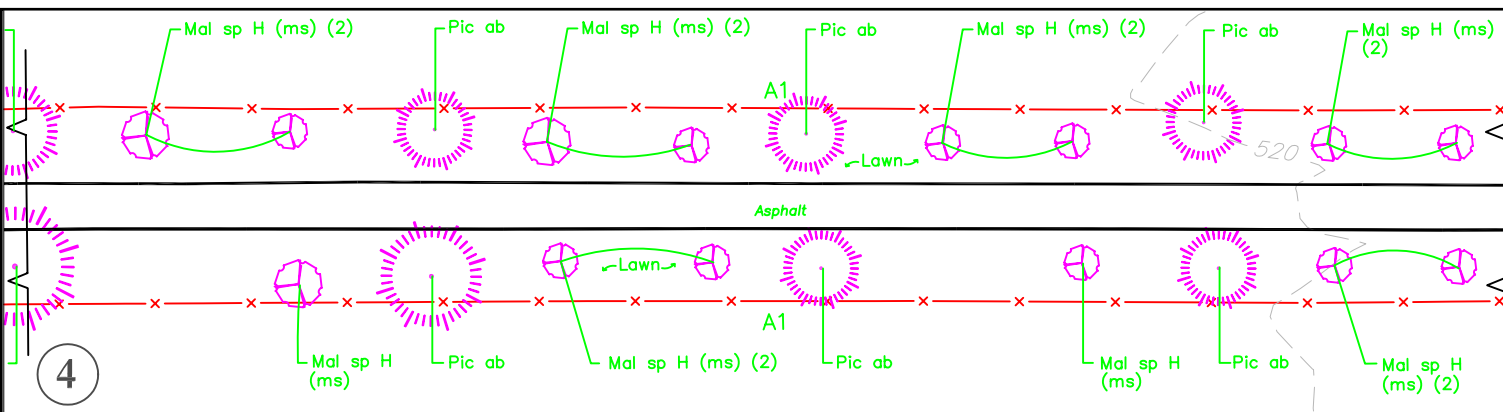 Mal sp H (ms) (2)
Pic ab
Mal sp H (ms) (2)
Pic ab
Mal sp H (ms) (2)
Pic ab
Mal sp H (ms)
(2)
A1
Lawn
520
Asphalt
Lawn
A1
4
Mal sp H
(ms)
Pic ab
Mal sp H (ms) (2)
Pic ab
Mal sp H
(ms)
Pic ab
Mal sp H
(ms) (2)